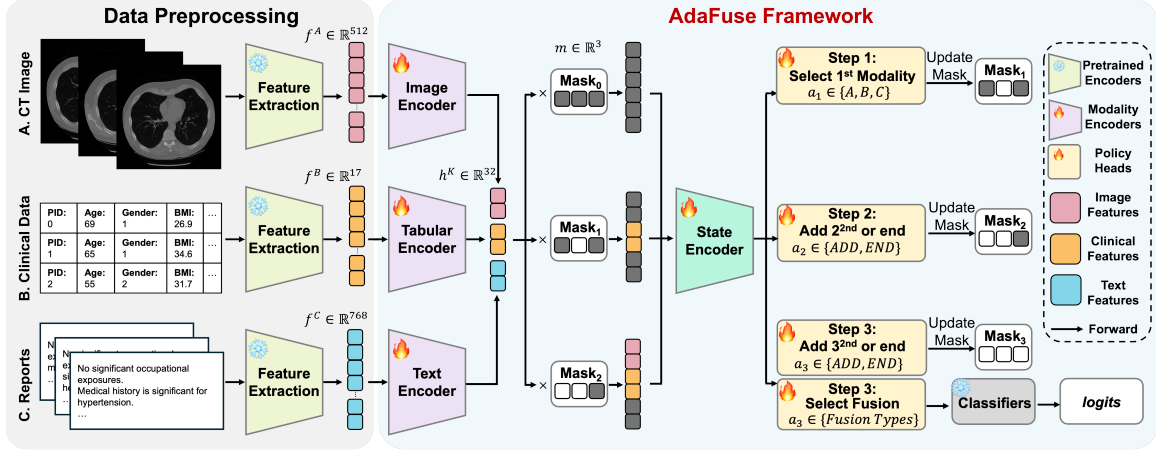 Data Preprocessing
AdaFuse Framework
A. CT Image
Feature
Extraction
f^A ∈ ℝ^512
Image
Encoder
m ∈ ℝ^3
× Mask_0
Step 1:
Select 1^st Modality
a_1 ∈ {A, B, C}
Update
Mask
Mask_1
Pretrained
Encoders
Modality
Encoders
Policy
Heads
Image
Features
Clinical
Features
Text
Features
Forward
B. Clinical Data
PID: Age: Gender: BMI: ...
0 69 1 26.9
PID: Age: Gender: BMI: ...
1 65 1 34.6
PID: Age: Gender: BMI: ...
2 55 2 31.7
Feature
Extraction
f^B ∈ ℝ^17
Tabular
Encoder
h^K ∈ ℝ^32
× Mask_1
State
Encoder
Step 2:
Add 2^2nd or end
a_2 ∈ {ADD, END}
Update
Mask
Mask_2
C. Reports
No significant occupational
exposures.
Medical history is significant for
hypertension.
...
Feature
Extraction
f^C ∈ ℝ^768
Text
Encoder
× Mask_2
Step 3:
Add 3^2nd or end
a_3 ∈ {ADD, END}
Update
Mask
Mask_3
Step 3:
Select Fusion
a_3 ∈ {Fusion Types}
Classifiers
logits